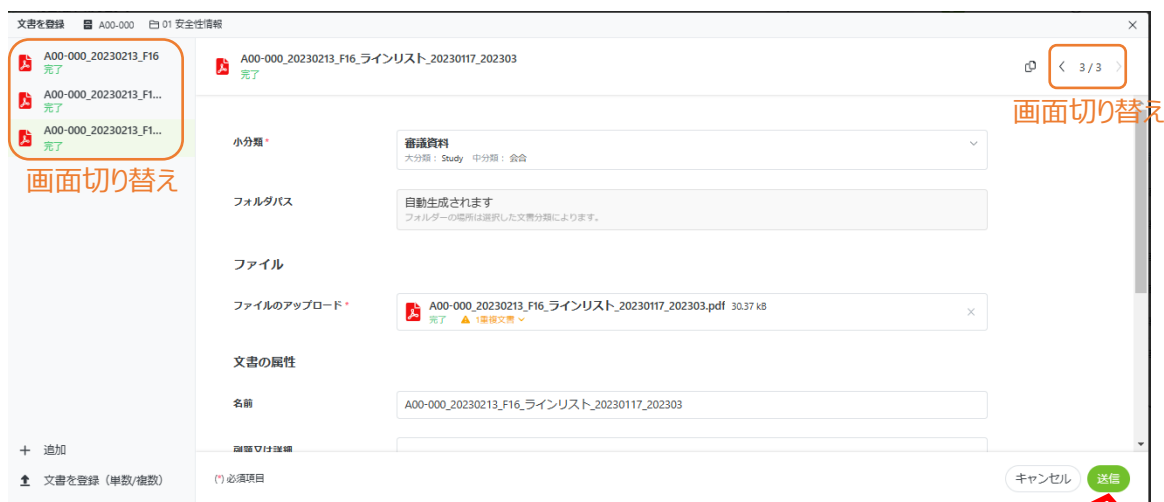 文書を登録 A00-000 01 安全性情報
A00-000_20230213_F16
完了
A00-000_20230213_F1...
完了
A00-000_20230213_F1...
完了
画面切り替え
追加
文書を登録（単数/複数）
A00-000_20230213_F16_ラインリスト_20230117_202303
完了
3 / 3
画面切り替え
小分類*
審議資料
大分類： Study 中分類： 会合
フォルダパス
自動生成されます
フォルダーの場所は選択した文書分類によります。
ファイル
ファイルのアップロード*
A00-000_20230213_F16_ラインリスト_20230117_202303.pdf 30.37 kB
完了 1重複文書
文書の属性
名前
A00-000_20230213_F16_ラインリスト_20230117_202303
副題又は詳細
(*) 必須項目
キャンセル
送信